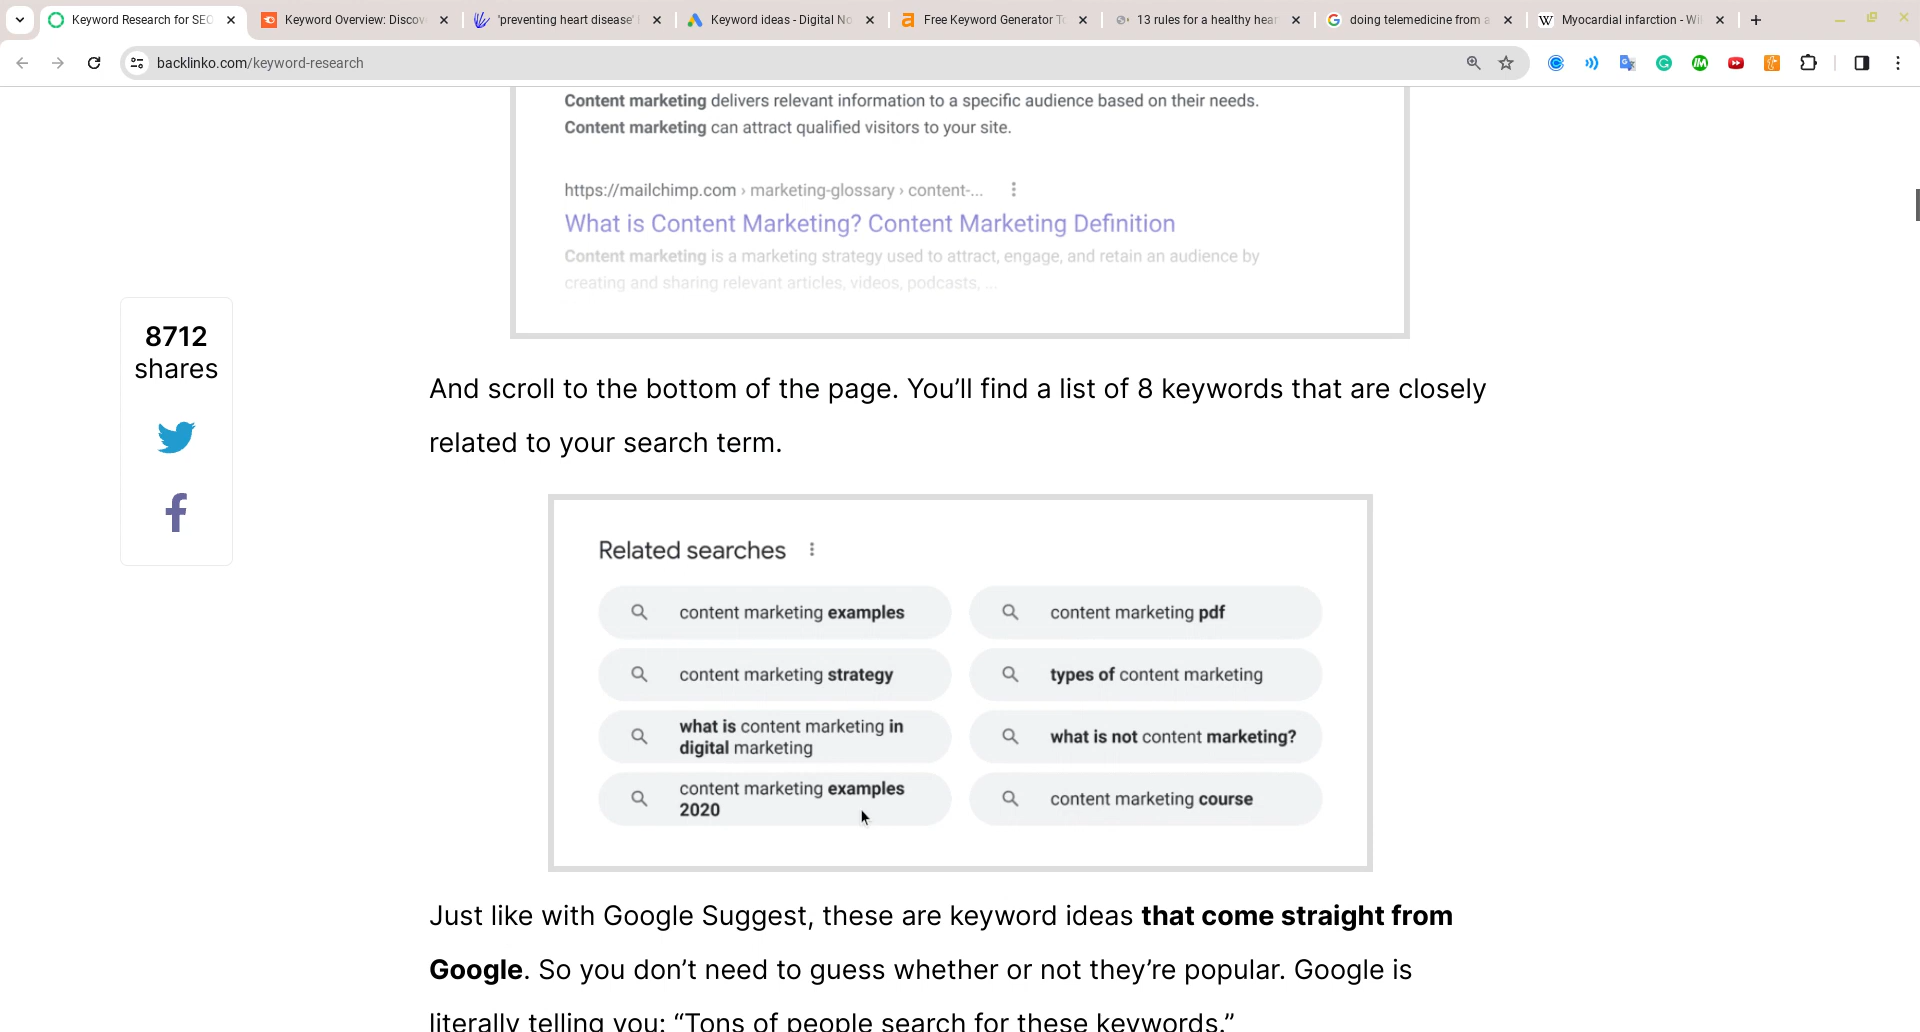 Keyword Research for SEO
Keyword Overview: Discov
'preventing heart disease'
Keyword ideas - Digital No
Free Keyword Generator To
13 rules for a healthy hear
doing telemedicine from a
Myocardial infarction - Wi
backlinko.com/keyword-research
Content marketing delivers relevant information to a specific audience based on their needs.
Content marketing can attract qualified visitors to your site.
https://mailchimp.com › marketing-glossary › content-...
What is Content Marketing? Content Marketing Definition
Content marketing is a marketing strategy used to attract, engage, and retain an audience by
creating and sharing relevant articles, videos, podcasts, ...
8712
shares
And scroll to the bottom of the page. You’ll find a list of 8 keywords that are closely
related to your search term.
Related searches
content marketing examples
content marketing pdf
content marketing strategy
types of content marketing
what is content marketing in
digital marketing
what is not content marketing?
content marketing examples
2020
content marketing course
Just like with Google Suggest, these are keyword ideas that come straight from
Google. So you don’t need to guess whether or not they’re popular. Google is
literally telling you: “Tons of people search for these keywords.”